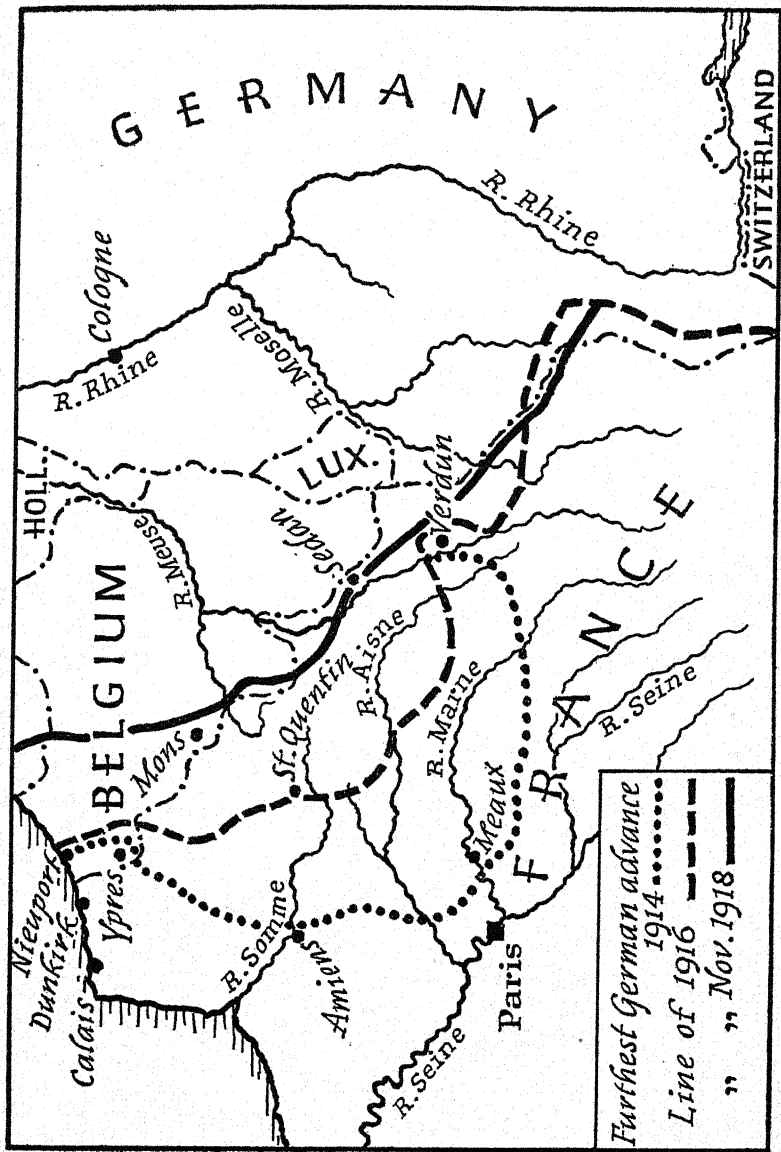 GERMANY
SWITZERLAND
R. Rhine
Cologne
R. Rhine
R. Moselle
HOLL.
LUX.
BELGIUM
R. Meuse
Sedan
Verdun
Mons
St. Quentin
R. Aisne
R. Marne
Meaux
FRANCE
R. Seine
Nieuport
Dunkirk
Calais
Ypres
R. Somme
Amiens
Paris
R. Seine
Furthest German advance
1914
Line of 1916
" " Nov. 1918